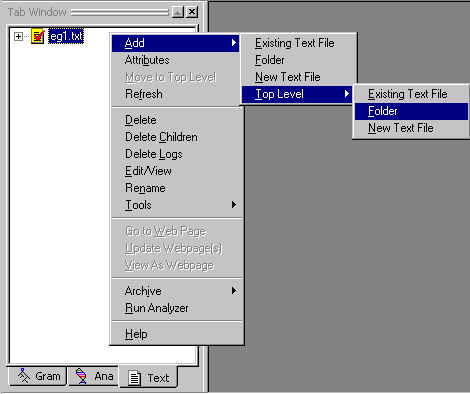 Tab Window
eg1.txt
Add
Attributes
Move to Top Level
Refresh
Delete
Delete Children
Delete Logs
Edit/View
Rename
Tools
Go to Web Page
Update Webpage(s)
View As Webpage
Archive
Run Analyzer
Help
Existing Text File
Folder
New Text File
Top Level
Existing Text File
Folder
New Text File
Gram
Ana
Text